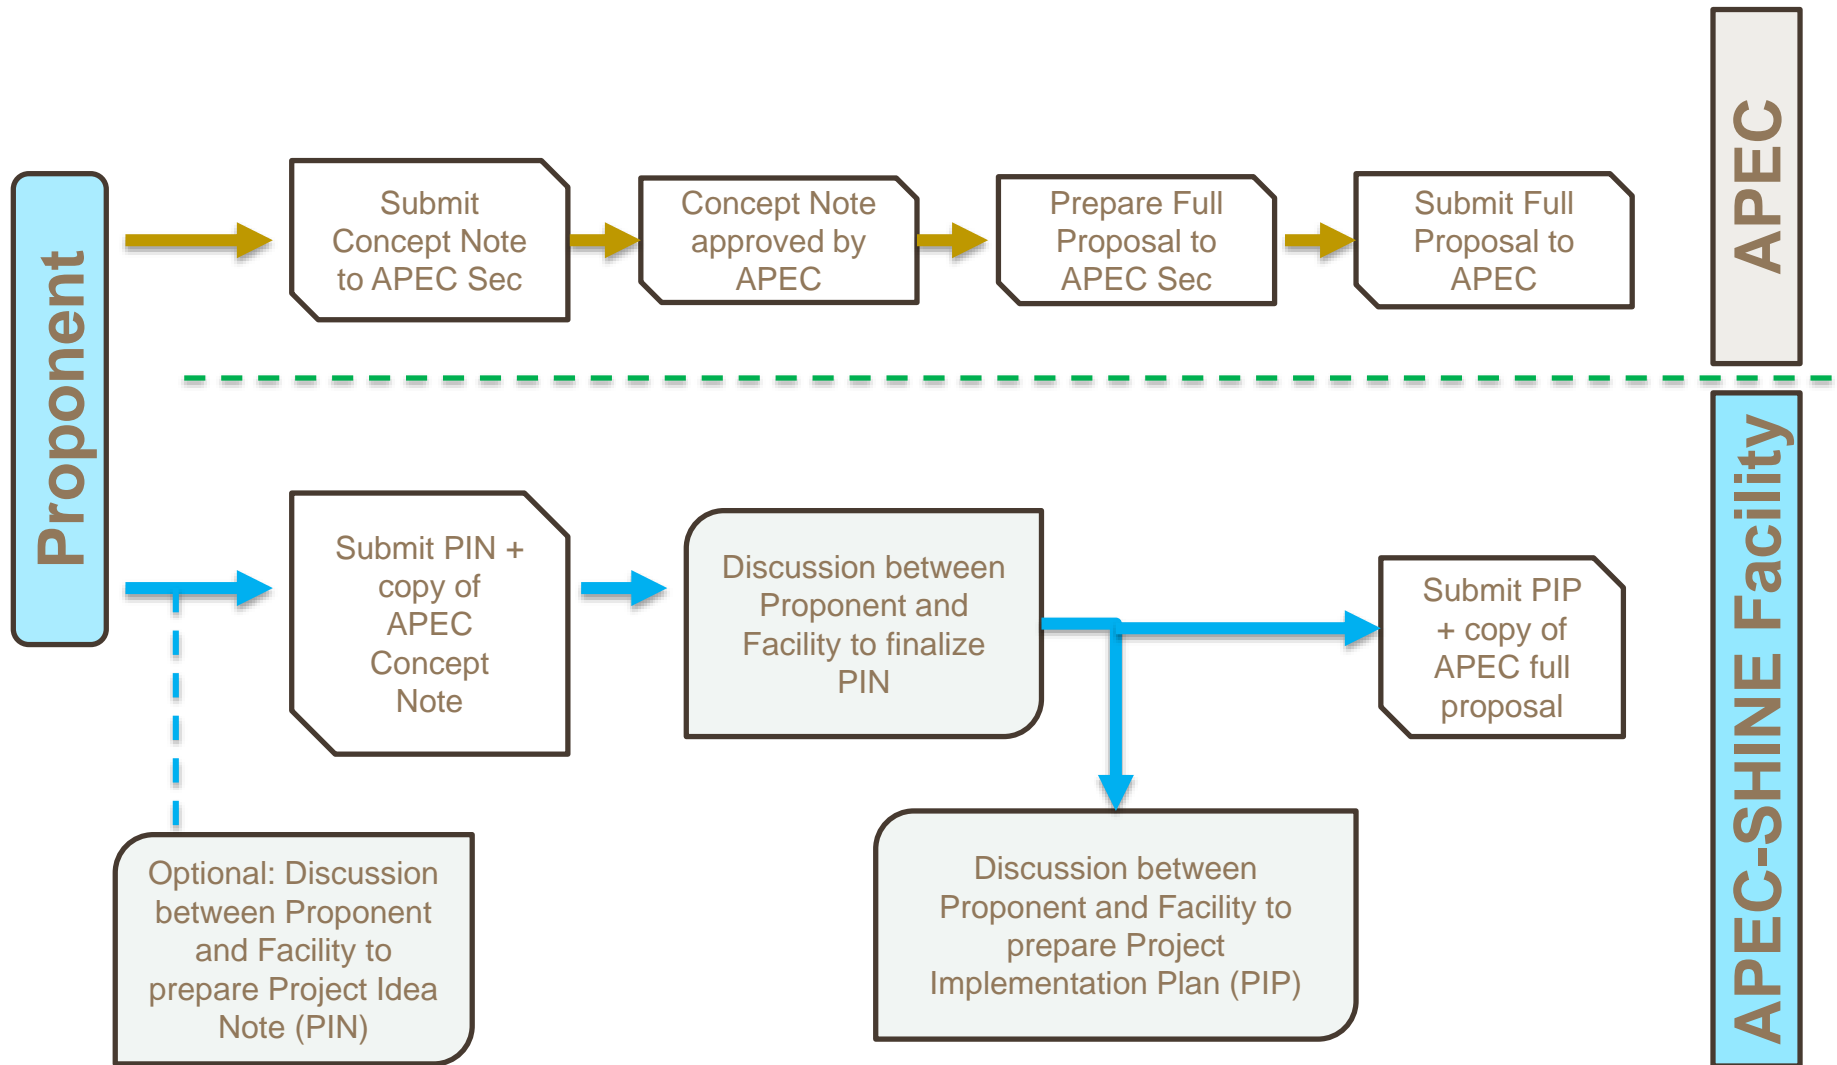 Proponent
Submit
Concept Note
to APEC Sec
Concept Note
approved by
APEC
Prepare Full
Proposal to
APEC Sec
Submit Full
Proposal to
APEC
APEC
Submit PIN +
copy of
APEC
Concept
Note
Discussion between
Proponent and
Facility to finalize
PIN
Submit PIP
+ copy of
APEC full
proposal
Optional: Discussion
between Proponent
and Facility to
prepare Project Idea
Note (PIN)
Discussion between
Proponent and Facility to
prepare Project
Implementation Plan (PIP)
APEC-SHINE Facility